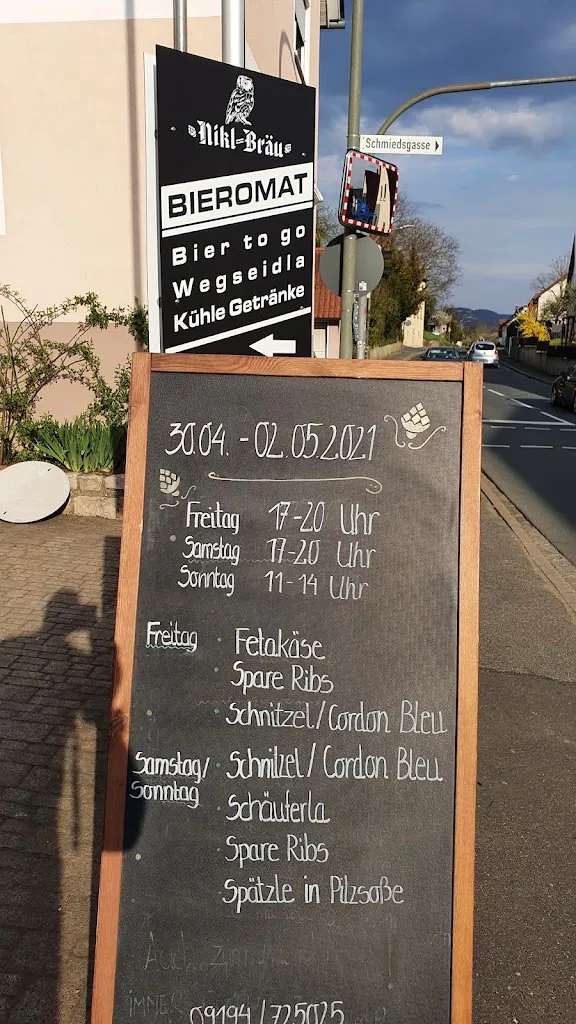 Nikl-Bräu
BIEROMAT
Bier to go
Wegseidla
Kühle Getränke
Schmiedsgasse
30.04. - 02.05.2021
Freitag 17-20 Uhr
Samstag 17-20 Uhr
Sonntag 11-14 Uhr
Freitag · Fetakäse
Spare Ribs
· Schnitzel/Cordon Bleu
Samstag/ · Schnitzel/Cordon Bleu
Sonntag · Schäuferla
· Spare Ribs
· Spätzle in Pilzsoße
09194/725025